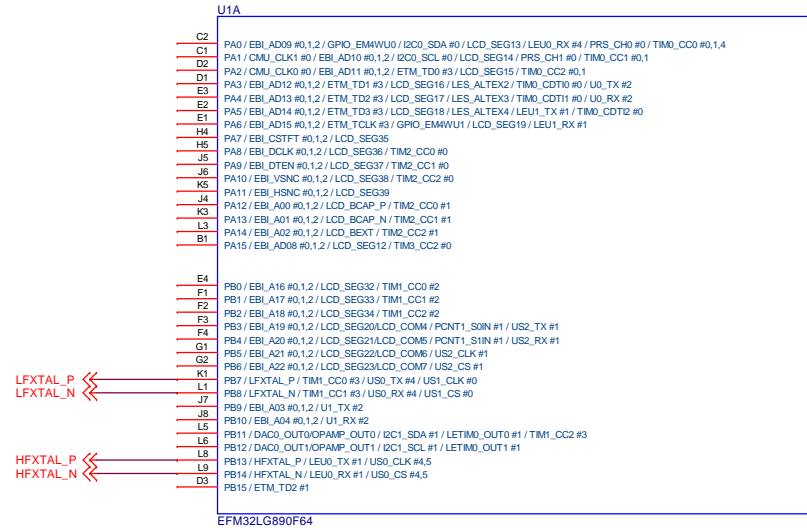 U1A
C2 PA0 / EBI_AD09 #0,1,2 / GPIO_EM4WU0 / I2C0_SDA #0 / LCD_SEG13 / LEU0_RX #4 / PRS_CH0 #0 / TIM0_CC0 #0,1,4
C1 PA1 / CMU_CLK1 #0 / EBI_AD10 #0,1,2 / I2C0_SCL #0 / LCD_SEG14 / PRS_CH1 #0 / TIM0_CC1 #0,1
D2 PA2 / CMU_CLK0 #0 / EBI_AD11 #0,1,2 / ETM_TD0 #3 / LCD_SEG15 / TIM0_CC2 #0,1
D1 PA3 / EBI_AD12 #0,1,2 / ETM_TD1 #3 / LCD_SEG16 / LES_ALTEX2 / TIM0_CDTI0 #0 / U0_TX #2
E3 PA4 / EBI_AD13 #0,1,2 / ETM_TD2 #3 / LCD_SEG17 / LES_ALTEX3 / TIM0_CDTI1 #0 / U0_RX #2
E2 PA5 / EBI_AD14 #0,1,2 / ETM_TD3 #3 / LCD_SEG18 / LES_ALTEX4 / LEU1_TX #1 / TIM0_CDTI2 #0
E1 PA6 / EBI_AD15 #0,1,2 / ETM_TCLK #3 / GPIO_EM4WU1 / LCD_SEG19 / LEU1_RX #1
H4 PA7 / EBI_CSTFT #0,1,2 / LCD_SEG35
H5 PA8 / EBI_DCLK #0,1,2 / LCD_SEG36 / TIM2_CC0 #0
J5 PA9 / EBI_DTEN #0,1,2 / LCD_SEG37 / TIM2_CC1 #0
J6 PA10 / EBI_VSNC #0,1,2 / LCD_SEG38 / TIM2_CC2 #0
K5 PA11 / EBI_HSNC #0,1,2 / LCD_SEG39
J4 PA12 / EBI_A00 #0,1,2 / LCD_BCAP_P / TIM2_CC0 #1
K3 PA13 / EBI_A01 #0,1,2 / LCD_BCAP_N / TIM2_CC1 #1
L3 PA14 / EBI_A02 #0,1,2 / LCD_BEXT / TIM2_CC2 #1
B1 PA15 / EBI_AD08 #0,1,2 / LCD_SEG12 / TIM3_CC2 #0
E4 PB0 / EBI_A16 #0,1,2 / LCD_SEG32 / TIM1_CC0 #2
F1 PB1 / EBI_A17 #0,1,2 / LCD_SEG33 / TIM1_CC1 #2
F2 PB2 / EBI_A18 #0,1,2 / LCD_SEG34 / TIM1_CC2 #2
F3 PB3 / EBI_A19 #0,1,2 / LCD_SEG20/LCD_COM4 / PCNT1_S0IN #1 / US2_TX #1
F4 PB4 / EBI_A20 #0,1,2 / LCD_SEG21/LCD_COM5 / PCNT1_S1IN #1 / US2_RX #1
G1 PB5 / EBI_A21 #0,1,2 / LCD_SEG22/LCD_COM6 / US2_CLK #1
G2 PB6 / EBI_A22 #0,1,2 / LCD_SEG23/LCD_COM7 / US2_CS #1
LFXTAL_P K1 PB7 / LFXTAL_P / TIM1_CC0 #3 / US0_TX #4 / US1_CLK #0
LFXTAL_N L1 PB8 / LFXTAL_N / TIM1_CC1 #3 / US0_RX #4 / US1_CS #0
J7 PB9 / EBI_A03 #0,1,2 / U1_TX #2
J8 PB10 / EBI_A04 #0,1,2 / U1_RX #2
L5 PB11 / DAC0_OUT0/OPAMP_OUT0 / I2C1_SDA #1 / LETIM0_OUT0 #1 / TIM1_CC2 #3
L6 PB12 / DAC0_OUT1/OPAMP_OUT1 / I2C1_SCL #1 / LETIM0_OUT1 #1
HFXTAL_P L8 PB13 / HFXTAL_P / LEU0_TX #1 / US0_CLK #4,5
HFXTAL_N L9 PB14 / HFXTAL_N / LEU0_RX #1 / US0_CS #4,5
D3 PB15 / ETM_TD2 #1
EFM32LG890F64